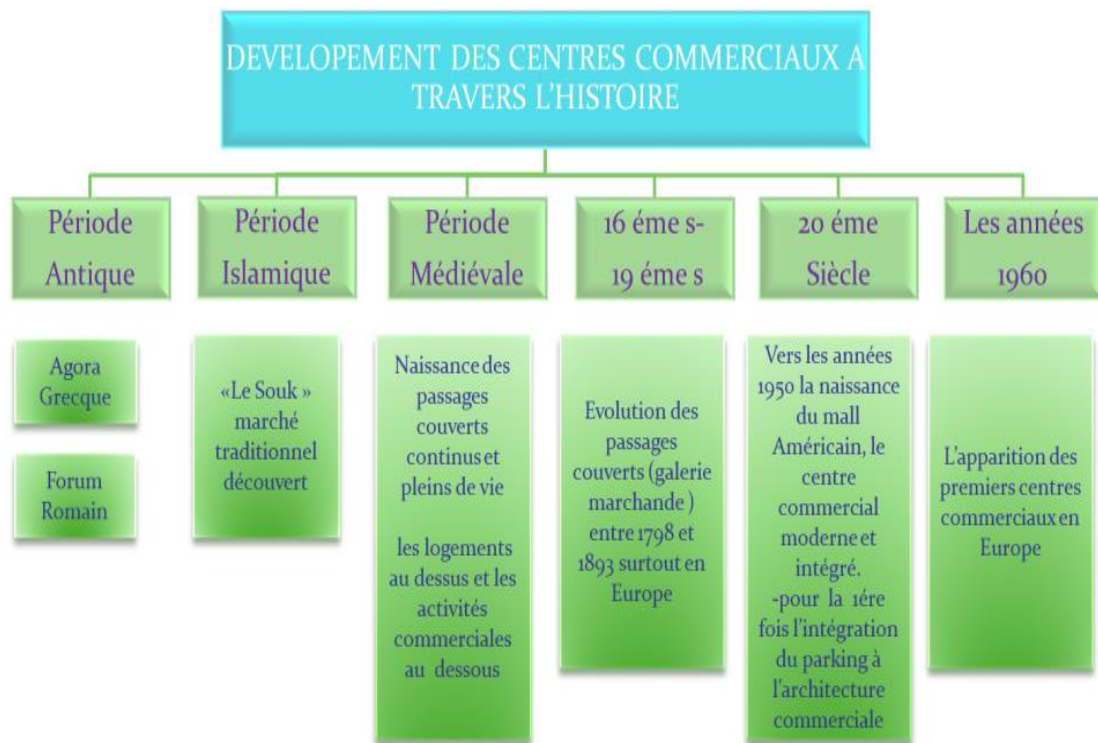 DEVELOPEMENT DES CENTRES COMMERCIAUX A
TRAVERS L'HISTOIRE
Période
Antique
Agora
Grecque
Forum
Romain
Période
Islamique
«Le Souk »
marché
traditionnel
découvert
Période
Médiévale
Naissance des
passages
couverts
continus et
pleins de vie
les logements
au dessus et les
activités
commerciales
au dessous
16 éme s-
19 éme s
Evolution des
passages
couverts (galerie
marchande )
entre 1798 et
1893 surtout en
Europe
20 éme
Siècle
Vers les années
1950 la naissance
du mall
Américain, le
centre
commercial
moderne et
intégré.
-pour la 1ére
fois l'intégration
du parking à
l'architecture
commerciale
Les années
1960
L'apparition des
premiers centres
commerciaux en
Europe